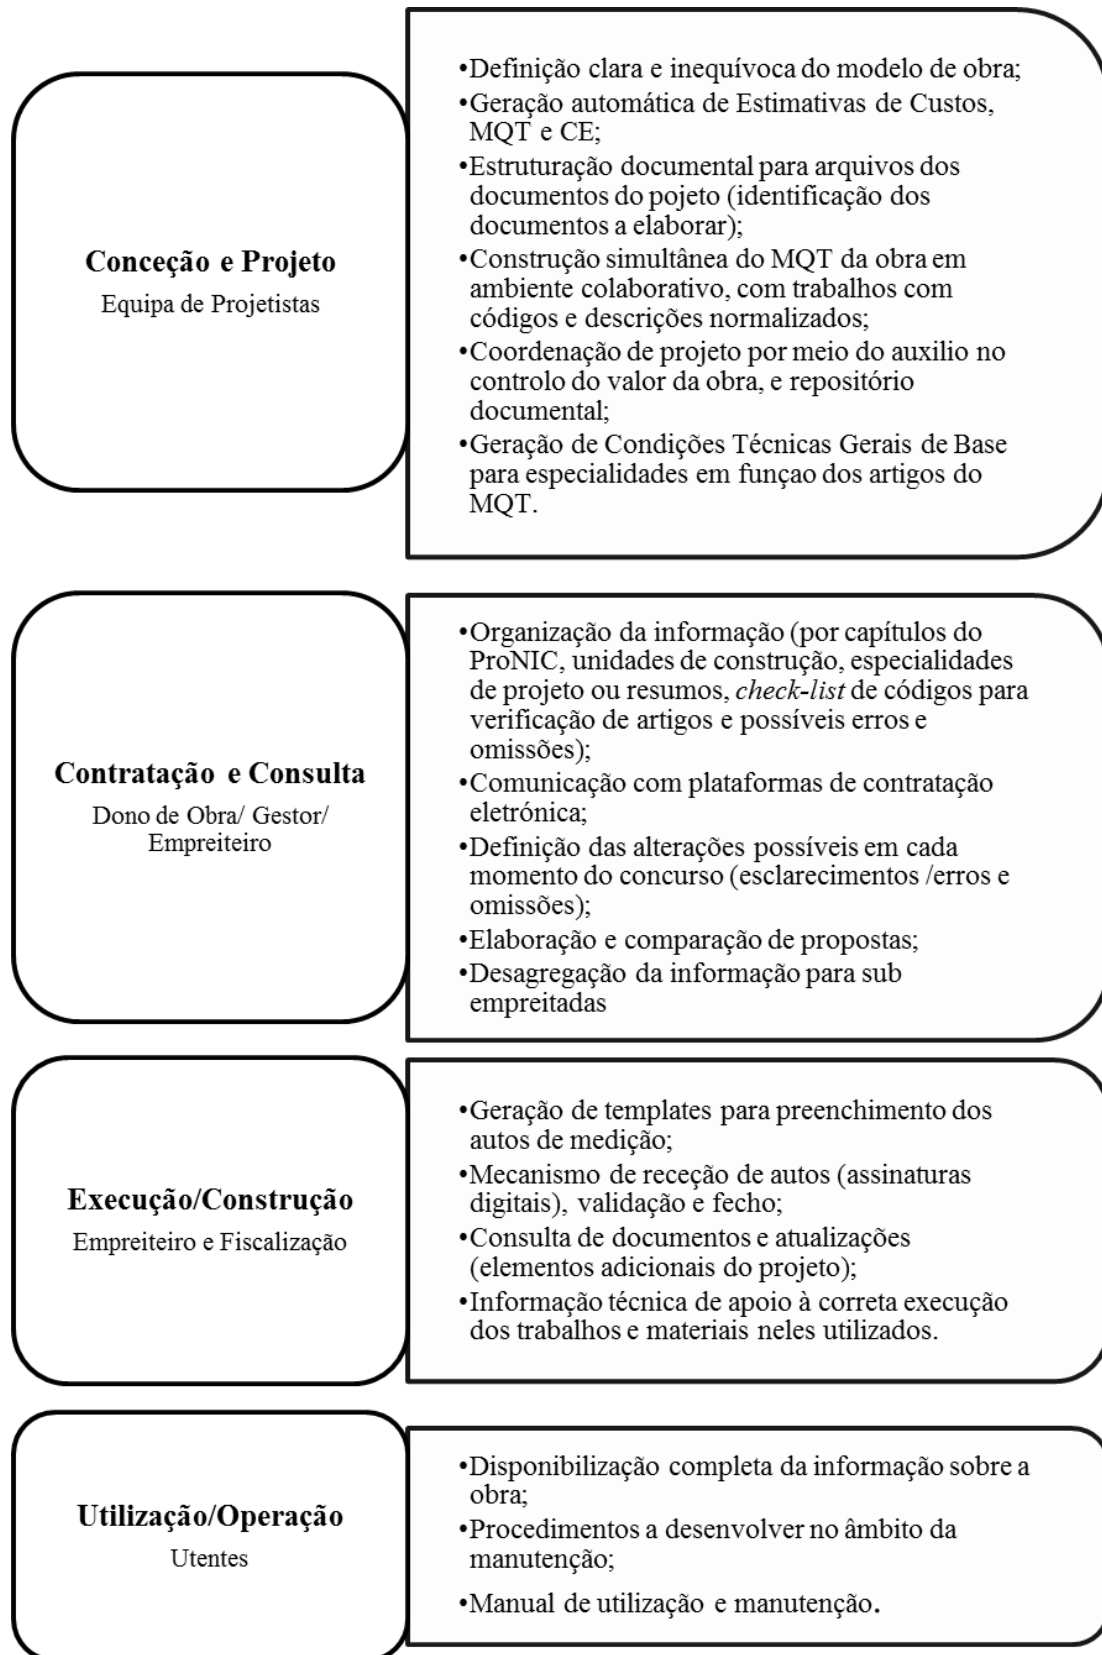 Conceção e Projeto
Equipa de Projetistas
•Definição clara e inequívoca do modelo de obra;
•Geração automática de Estimativas de Custos,
MQT e CE;
•Estruturação documental para arquivos dos
documentos do pojeto (identificação dos
documentos a elaborar);
•Construção simultânea do MQT da obra em
ambiente colaborativo, com trabalhos com
códigos e descrições normalizados;
•Coordenação de projeto por meio do auxilio no
controlo do valor da obra, e repositório
documental;
•Geração de Condições Técnicas Gerais de Base
para especialidades em funçao dos artigos do
MQT.
Contratação e Consulta
Dono de Obra/ Gestor/
Empreiteiro
•Organização da informação (por capítulos do
ProNIC, unidades de construção, especialidades
de projeto ou resumos, check-list de códigos para
verificação de artigos e possíveis erros e
omissões);
•Comunicação com plataformas de contratação
eletrónica;
•Definição das alterações possíveis em cada
momento do concurso (esclarecimentos /erros e
omissões);
•Elaboração e comparação de propostas;
•Desagregação da informação para sub
empreitadas
Execução/Construção
Empreiteiro e Fiscalização
•Geração de templates para preenchimento dos
autos de medição;
•Mecanismo de receção de autos (assinaturas
digitais), validação e fecho;
•Consulta de documentos e atualizações
(elementos adicionais do projeto);
•Informação técnica de apoio à correta execução
dos trabalhos e materiais neles utilizados.
Utilização/Operação
Utentes
•Disponibilização completa da informação sobre a
obra;
•Procedimentos a desenvolver no âmbito da
manutenção;
•Manual de utilização e manutenção.